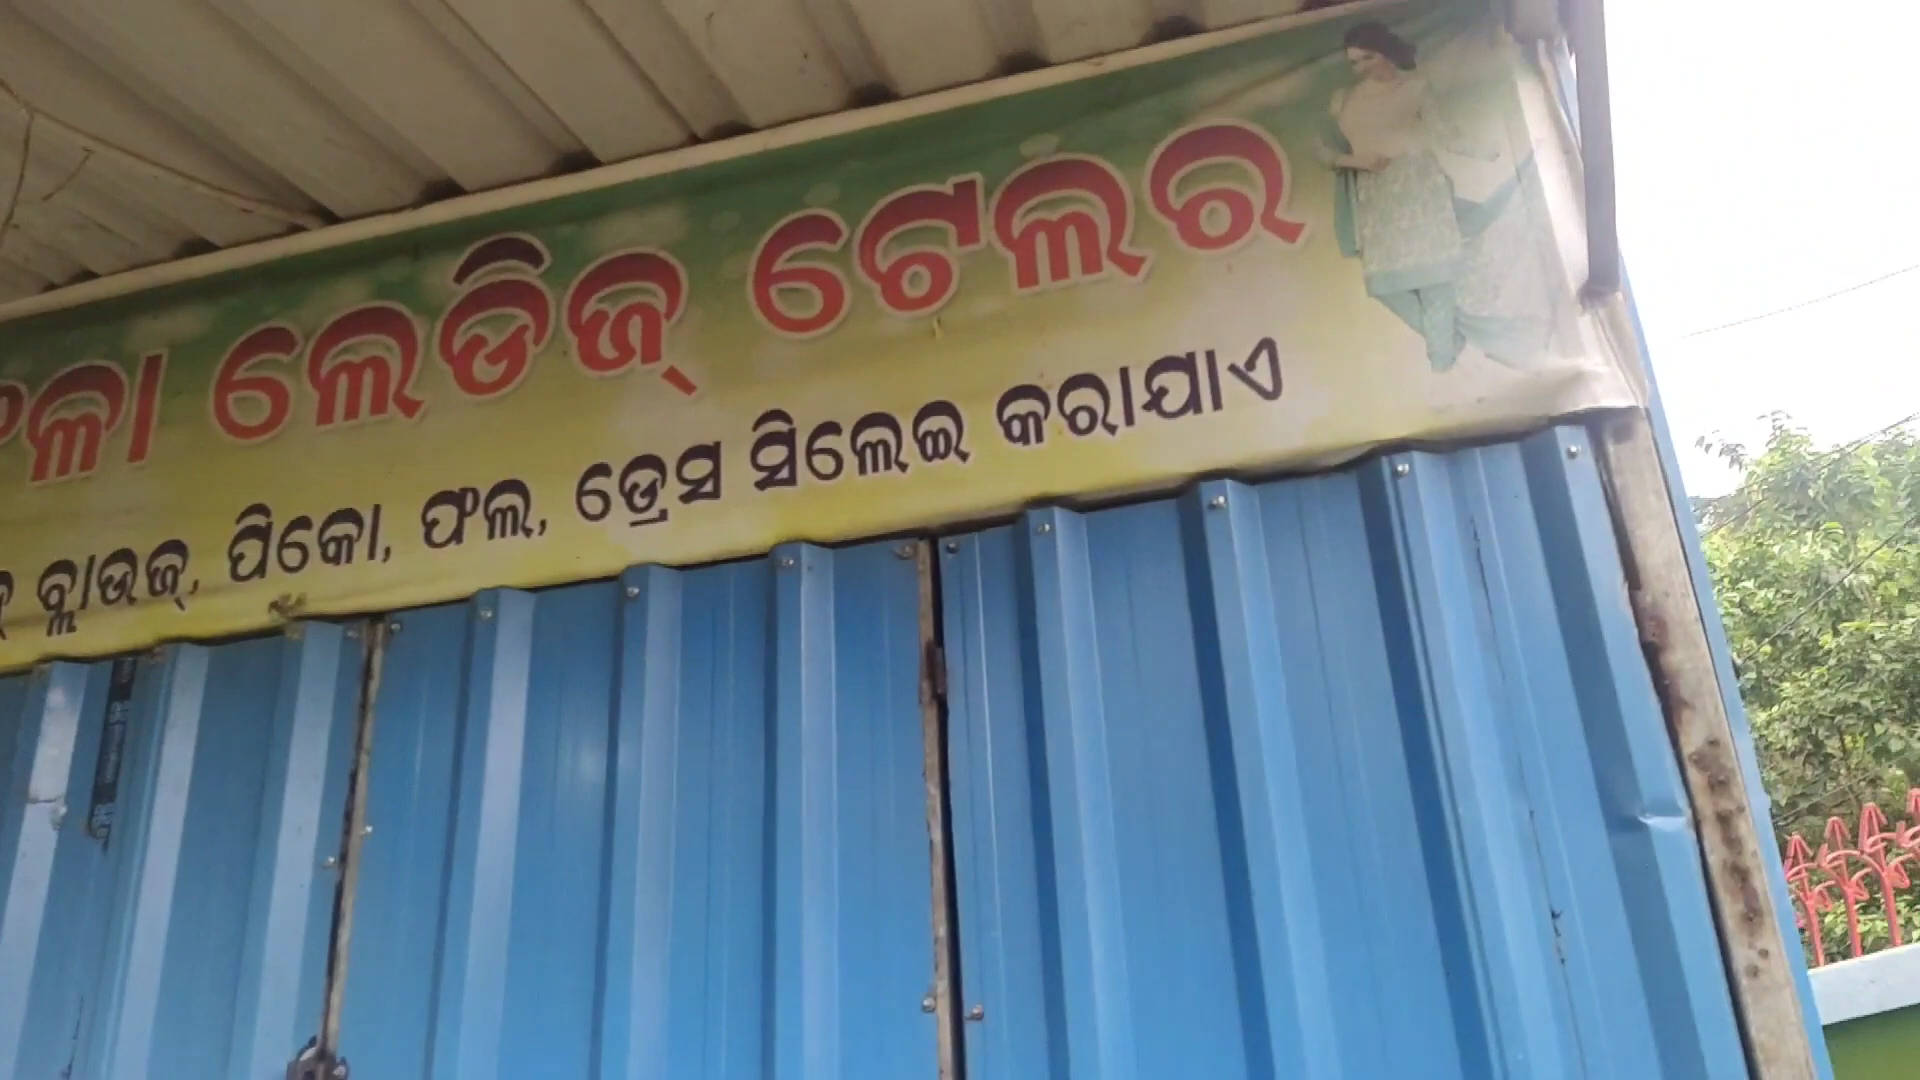 ଲେଡିଜ୍ ଟେଲର
ବ୍ଲାଉଜ୍, ପିକୋ, ଫଲ, ଡ୍ରେସ ସିଲେଇ କରାଯାଏ